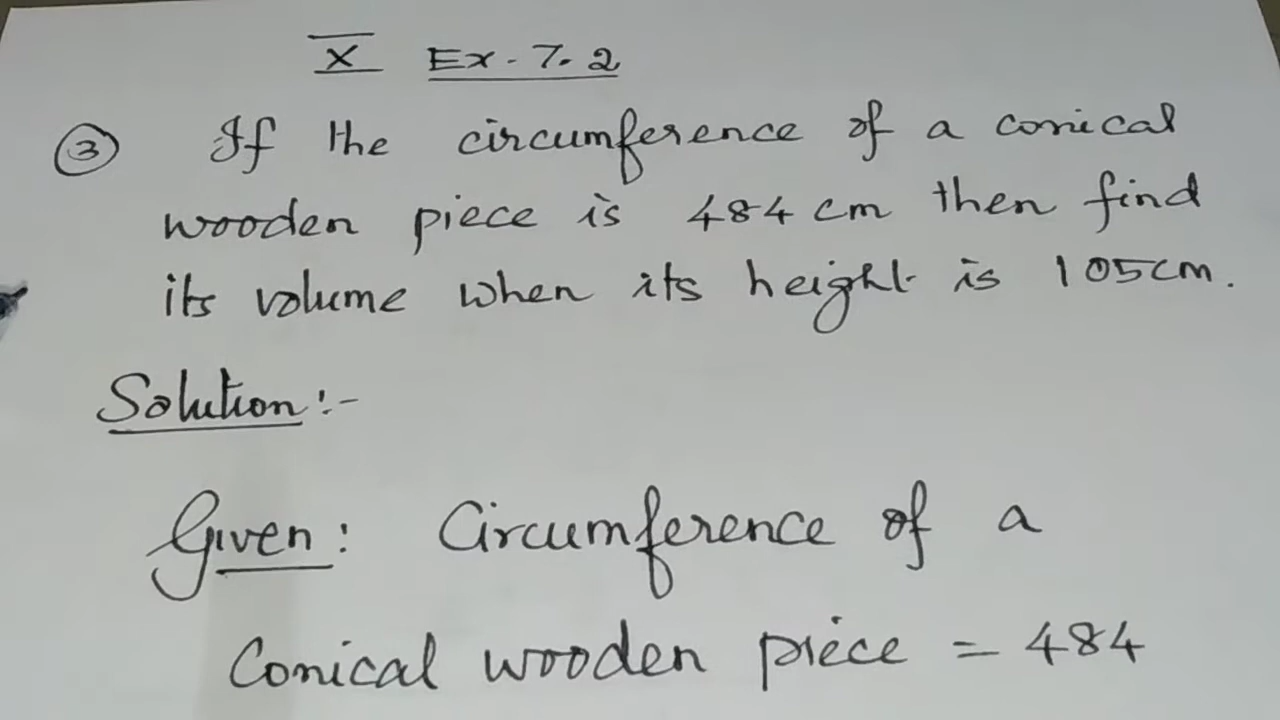 X Ex. 7.2
③ If the circumference of a conical
wooden piece is 484 cm then find
its volume when its height is 105cm.
Solution:-
Given: Circumference of a
Conical wooden piece = 484